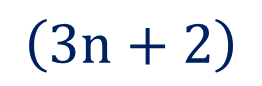 (3n + 2)